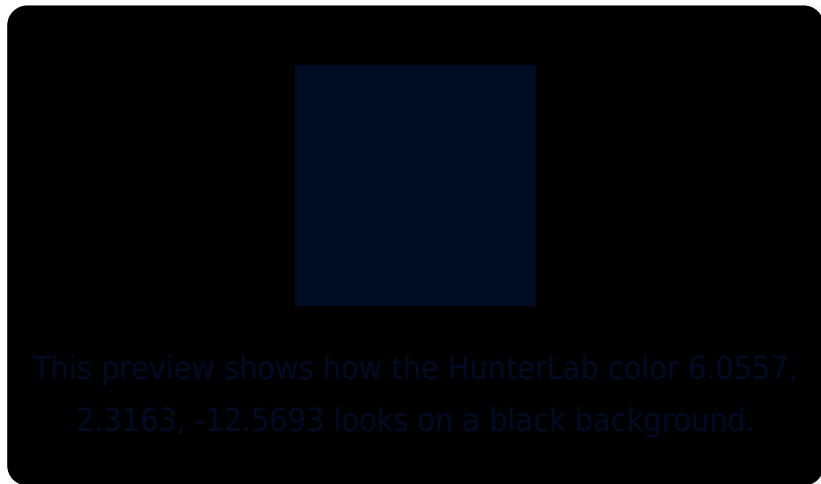 This preview shows how the HunterLab color 6.0557,
2.3163, -12.5693 looks on a black background.